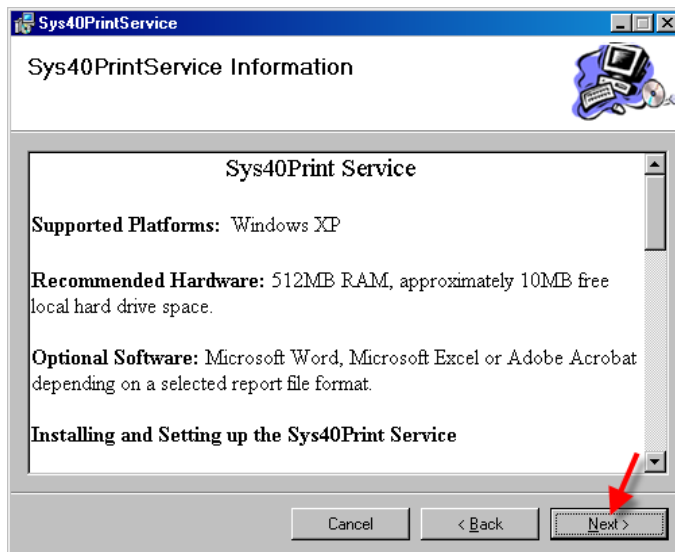 Sys40PrintService
Sys40PrintService Information
Sys40Print Service
Supported Platforms: Windows XP
Recommended Hardware: 512MB RAM, approximately 10MB free
local hard drive space.
Optional Software: Microsoft Word, Microsoft Excel or Adobe Acrobat
depending on a selected report file format.
Installing and Setting up the Sys40Print Service
Cancel < Back Next >